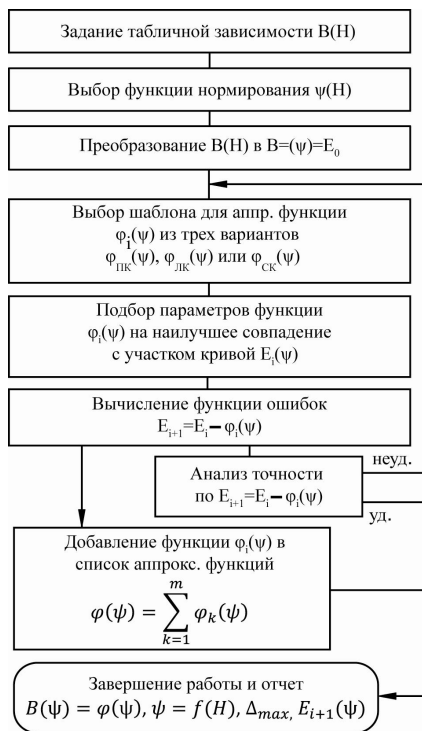 Задание табличной зависимости B(H)
Выбор функции нормирования ψ(H)
Преобразование B(H) в B=(ψ)=E₀
Выбор шаблона для аппр. функции
φᵢ(ψ) из трех вариантов
φ_ПК(ψ), φ_ЛК(ψ) или φ_СК(ψ)
Подбор параметров функции
φᵢ(ψ) на наилучшее совпадение
с участком кривой Eᵢ(ψ)
Вычисление функции ошибок
Eᵢ₊₁=Eᵢ– φᵢ(ψ)
неуд.
Анализ точности
по Eᵢ₊₁=Eᵢ– φᵢ(ψ)
уд.
Добавление функции φᵢ(ψ) в
список аппрокс. функций
m
φ(ψ) = ∑ φₖ(ψ)
k=1
Завершение работы и отчет
B(ψ) = φ(ψ), ψ = f(H), Δₘₐₓ, Eᵢ₊₁(ψ)